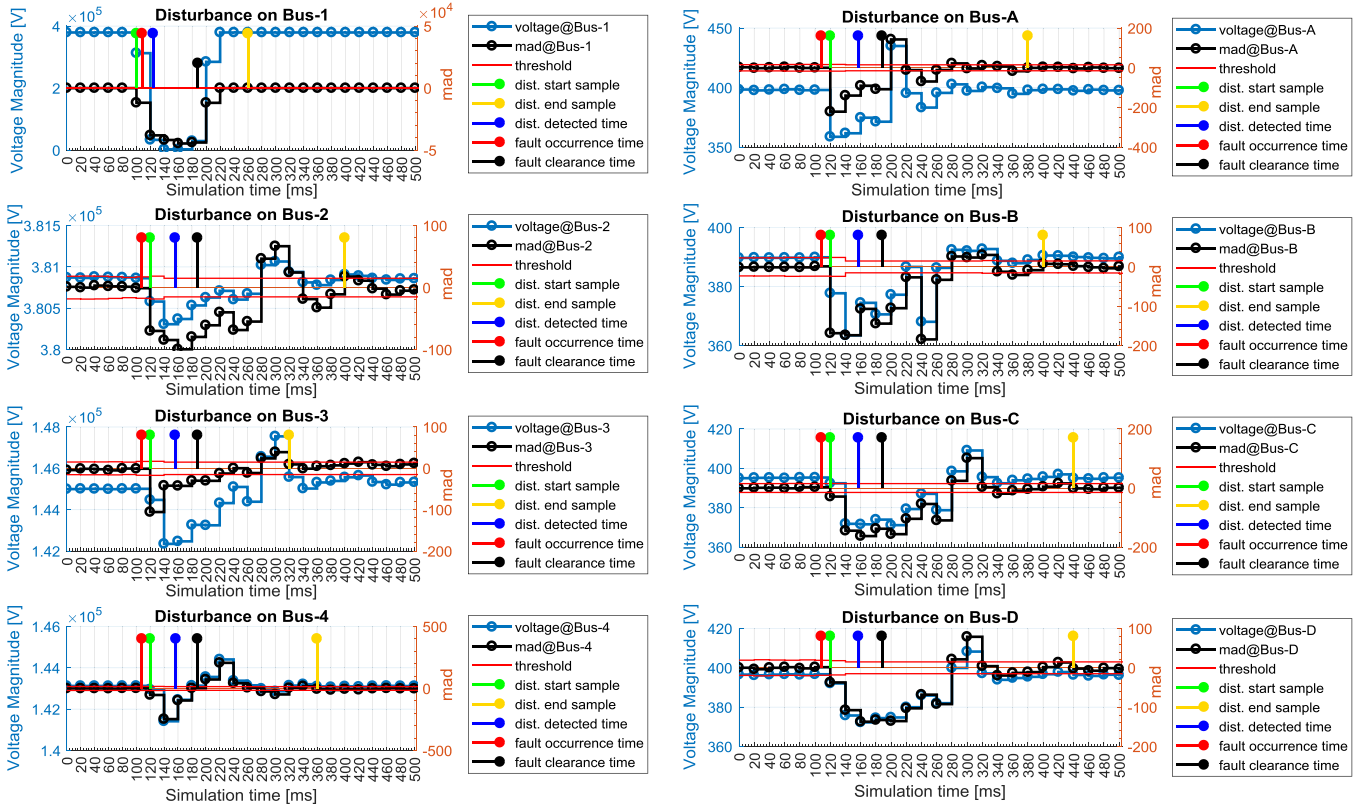 Disturbance on Bus-1
× 10⁵
× 10⁴
Voltage Magnitude [V]
4
2
0
5
0
-5
mad
0 20 40 60 80 100 120 140 160 180 200 220 240 260 280 300 320 340 360 380 400 420 440 460 480 500
Simulation time [ms]
voltage@Bus-1
mad@Bus-1
threshold
dist. start sample
dist. end sample
dist. detected time
fault occurrence time
fault clearance time
Disturbance on Bus-A
Voltage Magnitude [V]
450
400
350
200
0
-200
-400
mad
0 20 40 60 80 100 120 140 160 180 200 220 240 260 280 300 320 340 360 380 400 420 440 460 480 500
Simulation time [ms]
voltage@Bus-A
mad@Bus-A
threshold
dist. start sample
dist. end sample
dist. detected time
fault occurrence time
fault clearance time
Disturbance on Bus-2
× 10⁵
Voltage Magnitude [V]
3.815
3.81
3.805
3.8
100
0
-100
mad
0 20 40 60 80 100 120 140 160 180 200 220 240 260 280 300 320 340 360 380 400 420 440 460 480 500
Simulation time [ms]
voltage@Bus-2
mad@Bus-2
threshold
dist. start sample
dist. end sample
dist. detected time
fault occurrence time
fault clearance time
Disturbance on Bus-B
Voltage Magnitude [V]
400
380
360
100
0
-100
-200
mad
0 20 40 60 80 100 120 140 160 180 200 220 240 260 280 300 320 340 360 380 400 420 440 460 480 500
Simulation time [ms]
voltage@Bus-B
mad@Bus-B
threshold
dist. start sample
dist. end sample
dist. detected time
fault occurrence time
fault clearance time
Disturbance on Bus-3
× 10⁵
Voltage Magnitude [V]
1.48
1.46
1.44
1.42
100
0
-100
-200
mad
0 20 40 60 80 100 120 140 160 180 200 220 240 260 280 300 320 340 360 380 400 420 440 460 480 500
Simulation time [ms]
voltage@Bus-3
mad@Bus-3
threshold
dist. start sample
dist. end sample
dist. detected time
fault occurrence time
fault clearance time
Disturbance on Bus-C
Voltage Magnitude [V]
420
400
380
360
200
0
-200
mad
0 20 40 60 80 100 120 140 160 180 200 220 240 260 280 300 320 340 360 380 400 420 440 460 480 500
Simulation time [ms]
voltage@Bus-C
mad@Bus-C
threshold
dist. start sample
dist. end sample
dist. detected time
fault occurrence time
fault clearance time
Disturbance on Bus-4
× 10⁵
Voltage Magnitude [V]
1.46
1.44
1.42
1.4
500
0
-500
mad
0 20 40 60 80 100 120 140 160 180 200 220 240 260 280 300 320 340 360 380 400 420 440 460 480 500
Simulation time [ms]
voltage@Bus-4
mad@Bus-4
threshold
dist. start sample
dist. end sample
dist. detected time
fault occurrence time
fault clearance time
Disturbance on Bus-D
Voltage Magnitude [V]
420
400
380
360
100
0
-100
-200
mad
0 20 40 60 80 100 120 140 160 180 200 220 240 260 280 300 320 340 360 380 400 420 440 460 480 500
Simulation time [ms]
voltage@Bus-D
mad@Bus-D
threshold
dist. start sample
dist. end sample
dist. detected time
fault occurrence time
fault clearance time